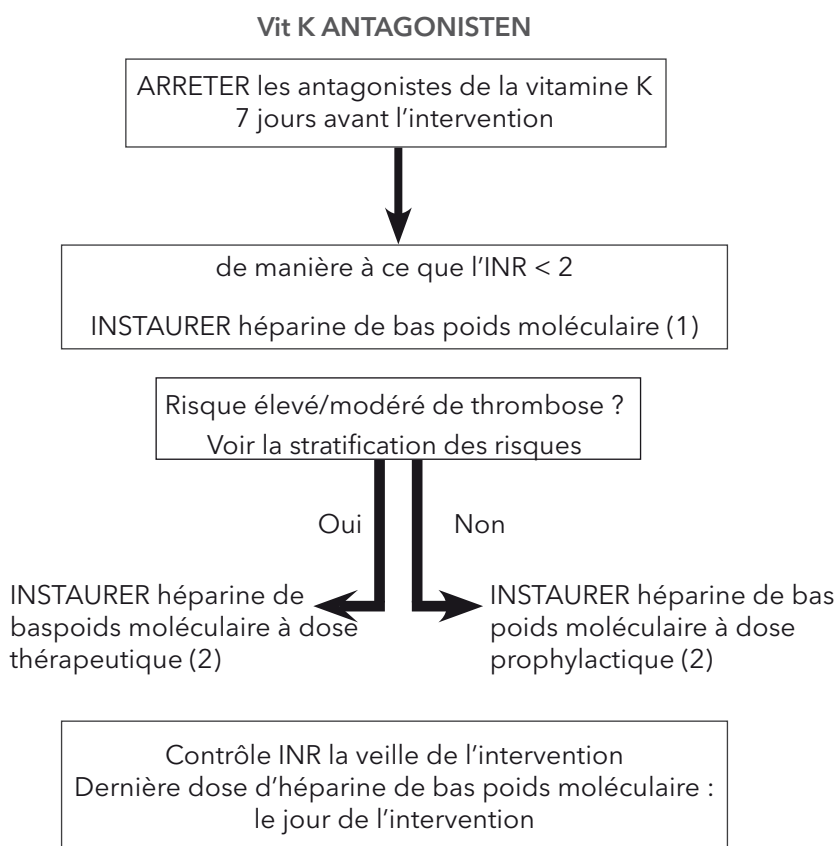 Vit K ANTAGONISTEN
ARRETER les antagonistes de la vitamine K
7 jours avant l'intervention
de manière à ce que l'INR < 2
INSTAURER héparine de bas poids moléculaire (1)
Risque élevé/modéré de thrombose ?
Voir la stratification des risques
Oui
Non
INSTAURER héparine de
baspoids moléculaire à dose
thérapeutique (2)
INSTAURER héparine de bas
poids moléculaire à dose
prophylactique (2)
Contrôle INR la veille de l'intervention
Dernière dose d'héparine de bas poids moléculaire :
le jour de l'intervention